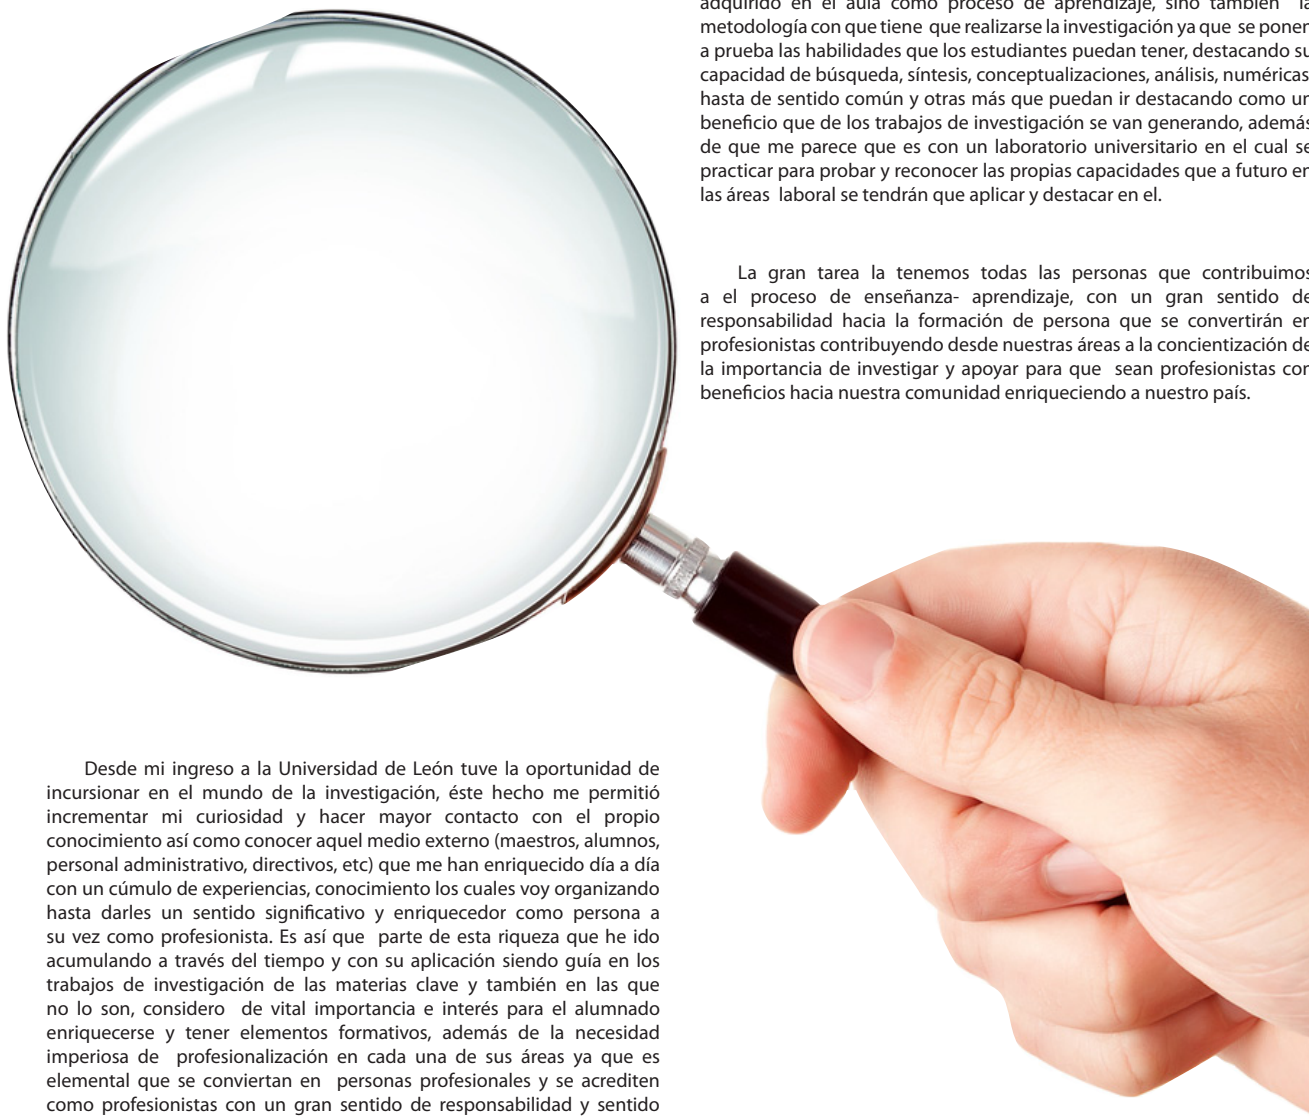 Desde mi ingreso a la Universidad de León tuve la oportunidad de
incursionar en el mundo de la investigación, éste hecho me permitió
incrementar mi curiosidad y hacer mayor contacto con el propio
conocimiento así como conocer aquel medio externo (maestros, alumnos,
personal administrativo, directivos, etc) que me han enriquecido día a día
con un cúmulo de experiencias, conocimiento los cuales voy organizando
hasta darles un sentido significativo y enriquecedor como persona a
su vez como profesionista. Es así que parte de esta riqueza que he ido
acumulando a través del tiempo y con su aplicación siendo guía en los
trabajos de investigación de las materias clave y también en las que
no lo son, considero de vital importancia e interés para el alumnado
enriquecerse y tener elementos formativos, además de la necesidad
imperiosa de profesionalización en cada una de sus áreas ya que es
elemental que se conviertan en personas profesionales y se acrediten
como profesionistas con un gran sentido de responsabilidad y sentido
adquirido en el aula como proceso de aprendizaje, sino también la
metodología con que tiene que realizarse la investigación ya que se ponen
a prueba las habilidades que los estudiantes puedan tener, destacando su
capacidad de búsqueda, síntesis, conceptualizaciones, análisis, numéricas
hasta de sentido común y otras más que puedan ir destacando como un
beneficio que de los trabajos de investigación se van generando, además
de que me parece que es con un laboratorio universitario en el cual se
practicar para probar y reconocer las propias capacidades que a futuro en
las áreas laboral se tendrán que aplicar y destacar en el.
La gran tarea la tenemos todas las personas que contribuimos
a el proceso de enseñanza- aprendizaje, con un gran sentido de
responsabilidad hacia la formación de persona que se convertirán en
profesionistas contribuyendo desde nuestras áreas a la concientización de
la importancia de investigar y apoyar para que sean profesionistas con
beneficios hacia nuestra comunidad enriqueciendo a nuestro país.